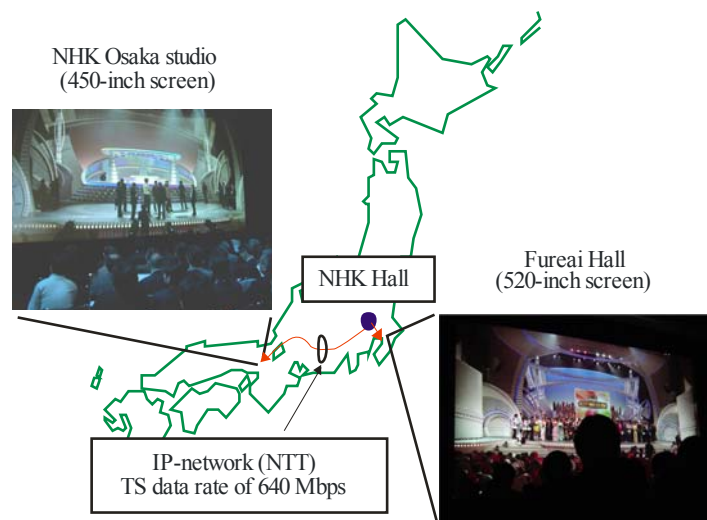 NHK Osaka studio
(450-inch screen)
NHK Hall
Fureai Hall
(520-inch screen)
IP-network (NTT)
TS data rate of 640 Mbps